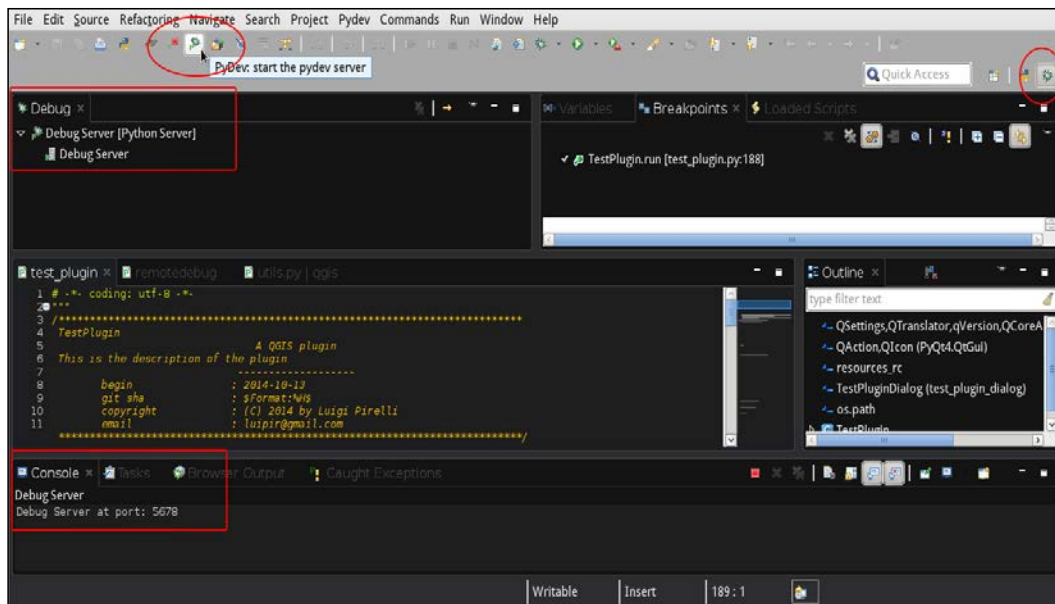 File Edit Source Refactoring Navigate Search Project Pydev Commands Run Window Help
PyDev: start the pydev server
Quick Access
Debug
Debug Server [Python Server]
Debug Server
Variables
Breakpoints
Loaded Scripts
TestPlugin.run [test_plugin.py:188]
test_plugin
remotedebug
utils.py | qgis
1 # -*- coding: utf-8 -*-
2 """
3 /***************************************************************************
4 TestPlugin
5 A QGIS plugin
6 This is the description of the plugin
7 -------------------
8 begin : 2014-10-13
9 git sha : $Format:%H$
10 copyright : (C) 2014 by Luigi Pirelli
11 email : luipir@gmail.com
***************************************************************************/
Outline
type filter text
QSettings,QTranslator,qVersion,QCoreA
QAction,QIcon (PyQt4.QtGui)
resources_rc
TestPluginDialog (test_plugin_dialog)
os.path
TestPlugin
Console
Tasks
Browser Output
Caught Exceptions
Debug Server
Debug Server at port: 5678
Writable
Insert
189 : 1